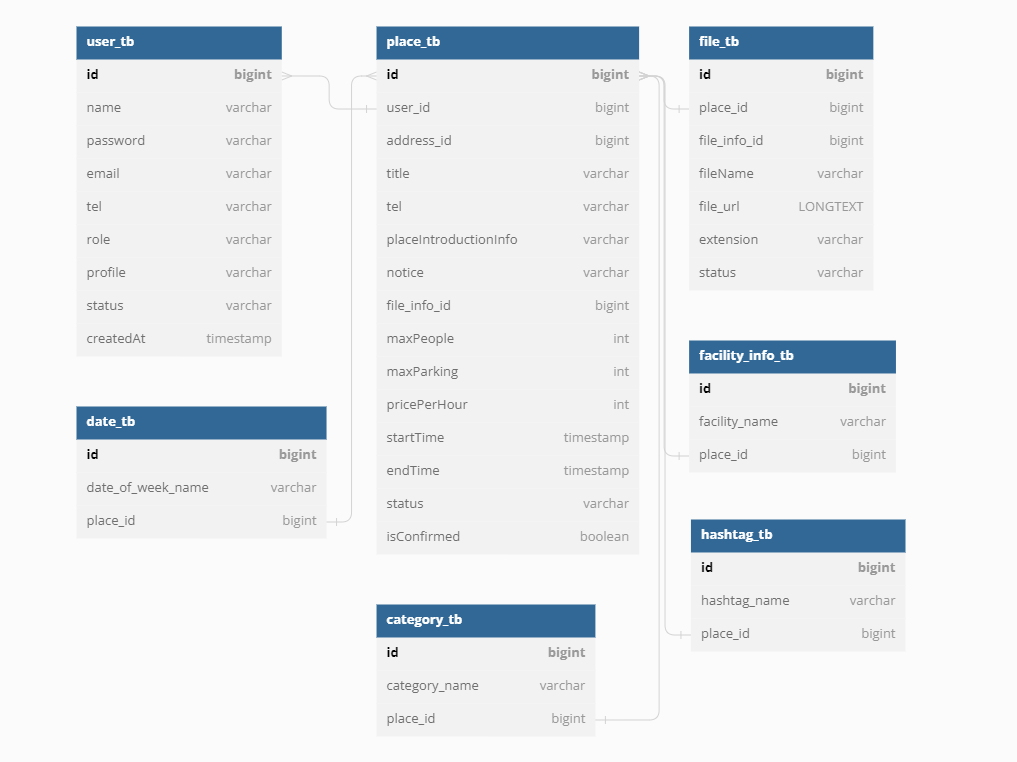 user_tb
id bigint
name varchar
password varchar
email varchar
tel varchar
role varchar
profile varchar
status varchar
createdAt timestamp
date_tb
id bigint
date_of_week_name varchar
place_id bigint
place_tb
id bigint
user_id bigint
address_id bigint
title varchar
tel varchar
placeIntroductionInfo varchar
notice varchar
file_info_id bigint
maxPeople int
maxParking int
pricePerHour int
startTime timestamp
endTime timestamp
status varchar
isConfirmed boolean
category_tb
id bigint
category_name varchar
place_id bigint
file_tb
id bigint
place_id bigint
file_info_id bigint
fileName varchar
file_url LONGTEXT
extension varchar
status varchar
facility_info_tb
id bigint
facility_name varchar
place_id bigint
hashtag_tb
id bigint
hashtag_name varchar
place_id bigint